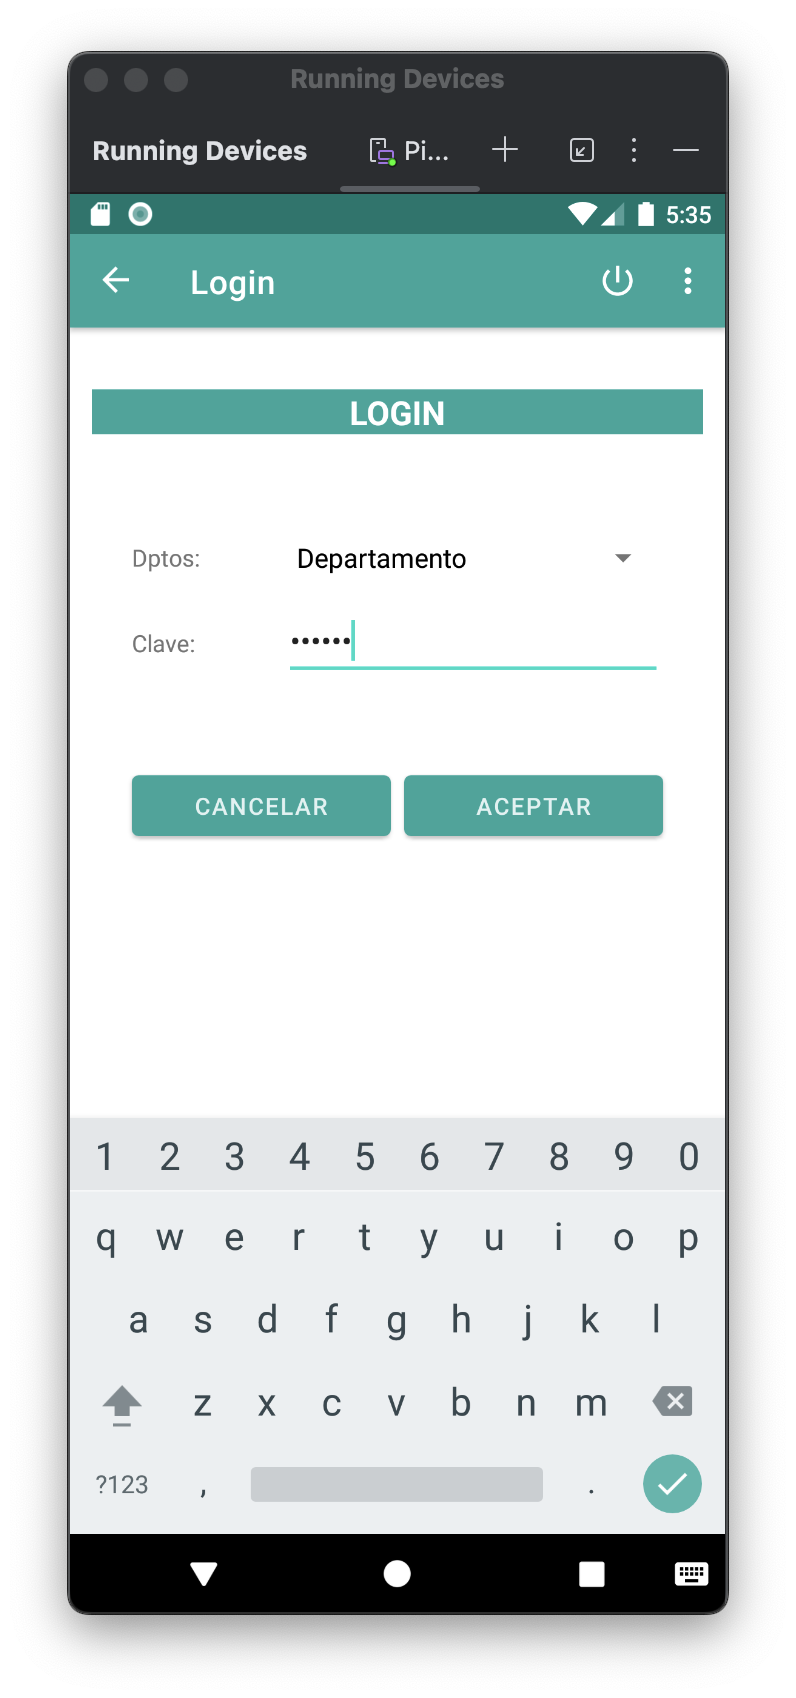 Running Devices
Running Devices Pi...
5:35
Login
LOGIN
Dptos: Departamento
Clave: ••••••
CANCELAR ACEPTAR
1 2 3 4 5 6 7 8 9 0
q w e r t y u i o p
a s d f g h j k l
z x c v b n m
?123 , .